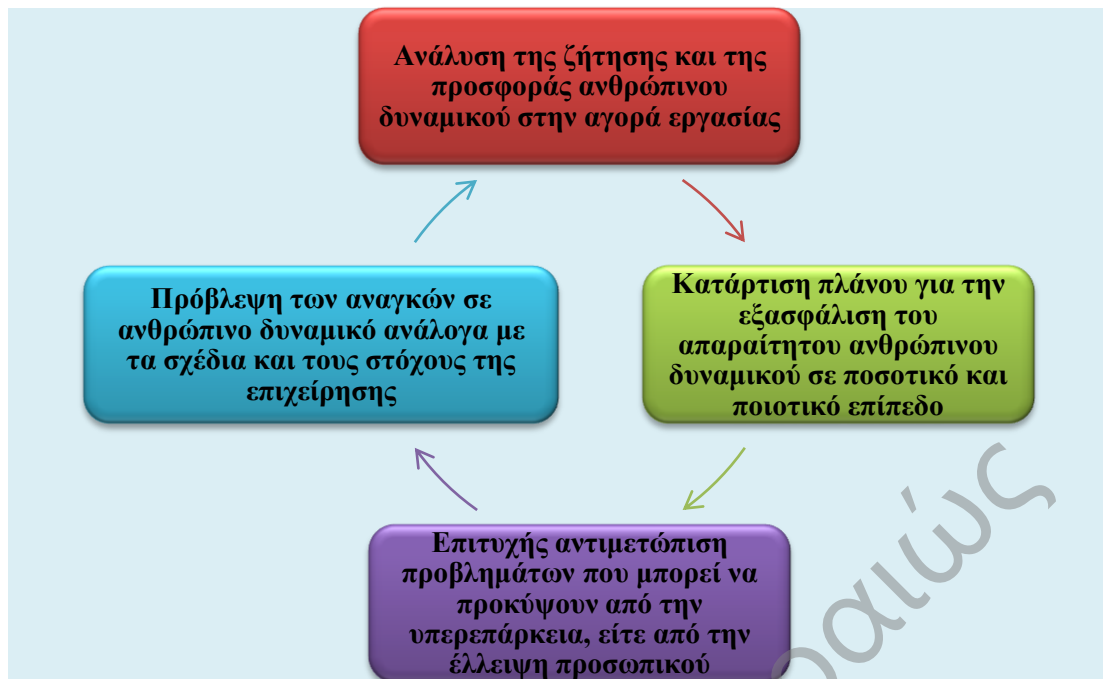 Ανάλυση της ζήτησης και της
προσφοράς ανθρώπινου
δυναμικού στην αγορά εργασίας
Πρόβλεψη των αναγκών σε
ανθρώπινο δυναμικό ανάλογα με
τα σχέδια και τους στόχους της
επιχείρησης
Κατάρτιση πλάνου για την
εξασφάλιση του
απαραίτητου ανθρώπινου
δυναμικού σε ποσοτικό και
ποιοτικό επίπεδο
Επιτυχής αντιμετώπιση
προβλημάτων που μπορεί να
προκύψουν από την
υπερεπάρκεια, είτε από την
έλλειψη προσωπικού